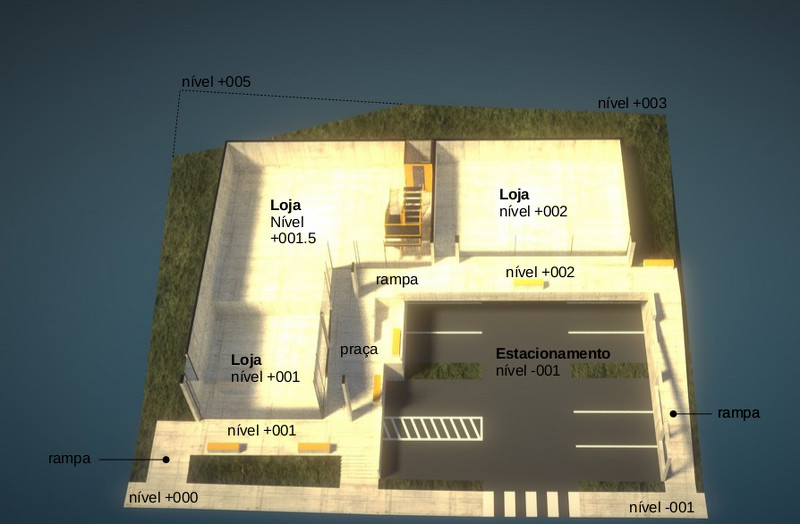 nível +005
nível +003
Loja
Nível
+001.5
Loja
nível +002
nível +002
rampa
praça
Estacionamento
nível -001
Loja
nível +001
rampa
nível +001
rampa
nível +000
nível -001